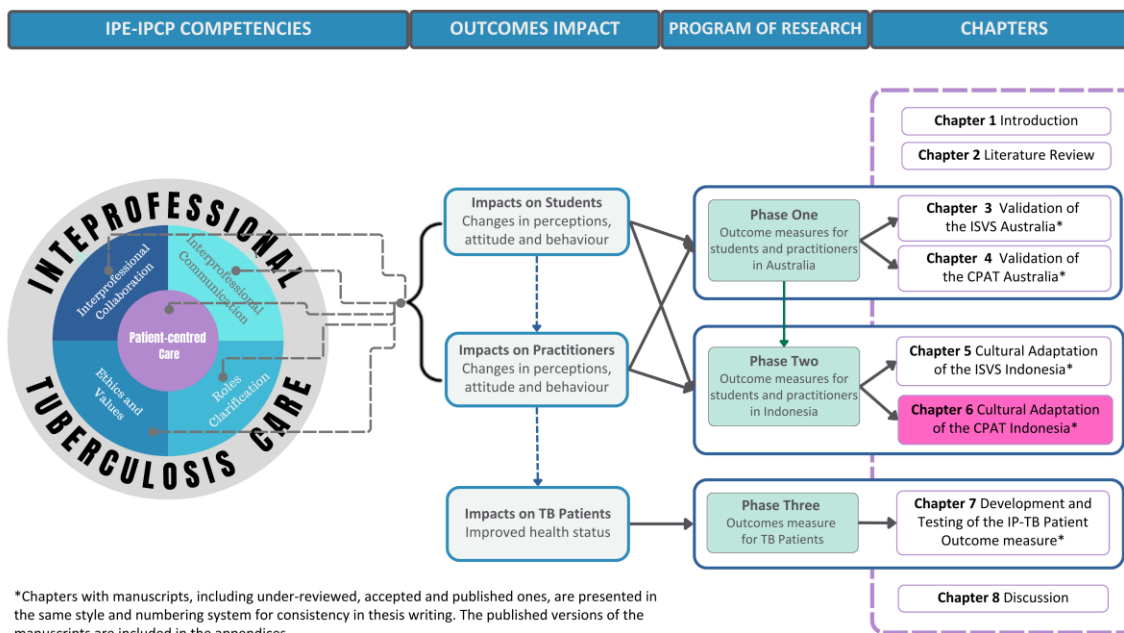 IPE-IPCP COMPETENCIES
OUTCOMES IMPACT
PROGRAM OF RESEARCH
CHAPTERS
INTEPROFESSIONAL
TUBERCULOSIS CARE
Interprofessional
Collaboration
Interprofessional
Communication
Patient-centred
Care
Ethics and
Values
Roles
Clarification
Impacts on Students
Changes in perceptions,
attitude and behaviour
Impacts on Practitioners
Changes in perceptions,
attitude and behaviour
Impacts on TB Patients
Improved health status
Phase One
Outcome measures for
students and practitioners
in Australia
Phase Two
Outcome measures for
students and practitioners
in Indonesia
Phase Three
Outcomes measure
for TB Patients
Chapter 1 Introduction
Chapter 2 Literature Review
Chapter 3 Validation of
the ISVS Australia*
Chapter 4 Validation of
the CPAT Australia*
Chapter 5 Cultural Adaptation
of the ISVS Indonesia*
Chapter 6 Cultural Adaptation
of the CPAT Indonesia*
Chapter 7 Development and
Testing of the IP-TB Patient
Outcome measure*
Chapter 8 Discussion
*Chapters with manuscripts, including under-reviewed, accepted and published ones, are presented in
the same style and numbering system for consistency in thesis writing. The published versions of the
manuscripts are included in the appendices